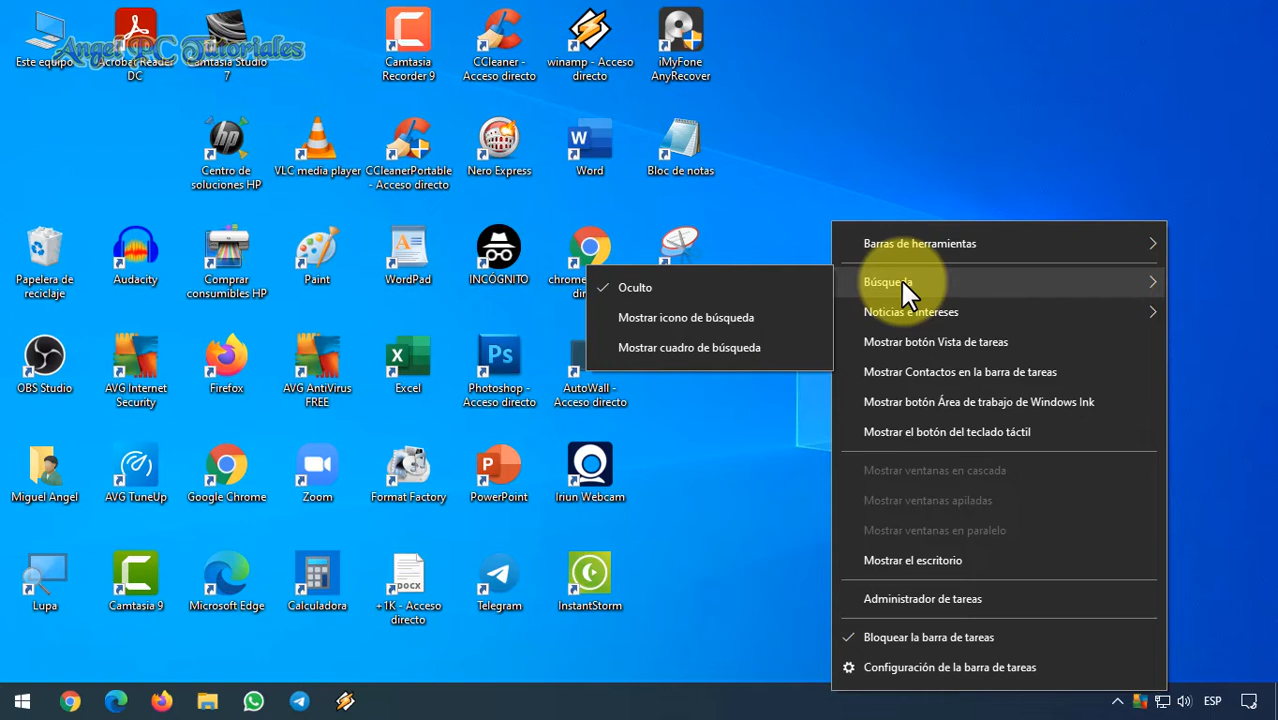 Angel PC Tutoriales
Este equipo
Acrobat Reader
DC
Camtasia Studio
7
Camtasia
Recorder 9
CCleaner -
Acceso directo
winamp - Acceso
directo
iMyFone
AnyRecover
Centro de
soluciones HP
VLC media player
CCleanerPortable
- Acceso directo
Nero Express
Word
Bloc de notas
Papelera de
reciclaje
Audacity
Comprar
consumibles HP
Paint
WordPad
INCÓGNITO
OBS Studio
AVG Internet
Security
Firefox
AVG AntiVirus
FREE
Excel
Photoshop -
Acceso directo
AutoWall -
Acceso directo
Miguel Angel
AVG TuneUp
Google Chrome
Zoom
Format Factory
PowerPoint
Iriun Webcam
Lupa
Camtasia 9
Microsoft Edge
Calculadora
+1K - Acceso
directo
Telegram
InstantStorm
Oculto
Mostrar icono de búsqueda
Mostrar cuadro de búsqueda
Barras de herramientas
Búsqueda
Noticias e intereses
Mostrar botón Vista de tareas
Mostrar Contactos en la barra de tareas
Mostrar botón Área de trabajo de Windows Ink
Mostrar el botón del teclado táctil
Mostrar ventanas en cascada
Mostrar ventanas apiladas
Mostrar ventanas en paralelo
Mostrar el escritorio
Administrador de tareas
Bloquear la barra de tareas
Configuración de la barra de tareas
ESP